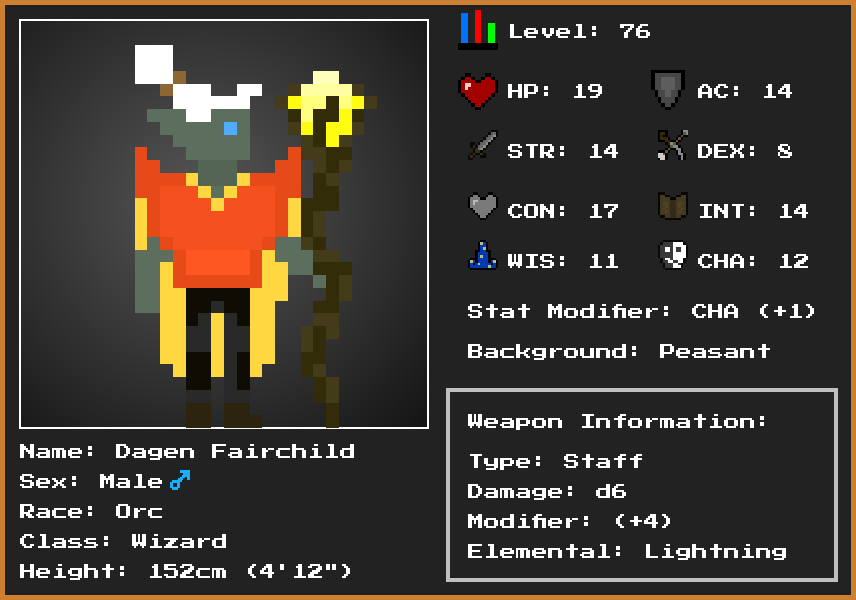 Level: 76
HP: 19 AC: 14
STR: 14 DEX: 8
CON: 17 INT: 14
WIS: 11 CHA: 12
Stat Modifier: CHA (+1)
Background: Peasant
Weapon Information:
Type: Staff
Damage: d6
Modifier: (+4)
Elemental: Lightning
Name: Dagen Fairchild
Sex: Male ♂
Race: Orc
Class: Wizard
Height: 152cm (4'12")